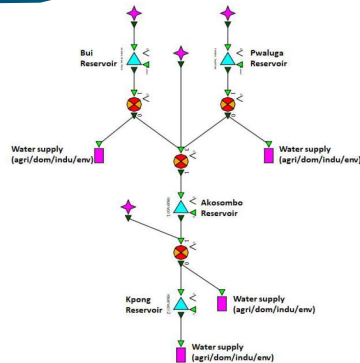 Bui
Reservoir
Pwaluga
Reservoir
Water supply
(agri/dom/indu/env)
Water supply
(agri/dom/indu/env)
Akosombo
Reservoir
Kpong
Reservoir
Water supply
(agri/dom/indu/env)
Water supply
(agri/dom/indu/env)